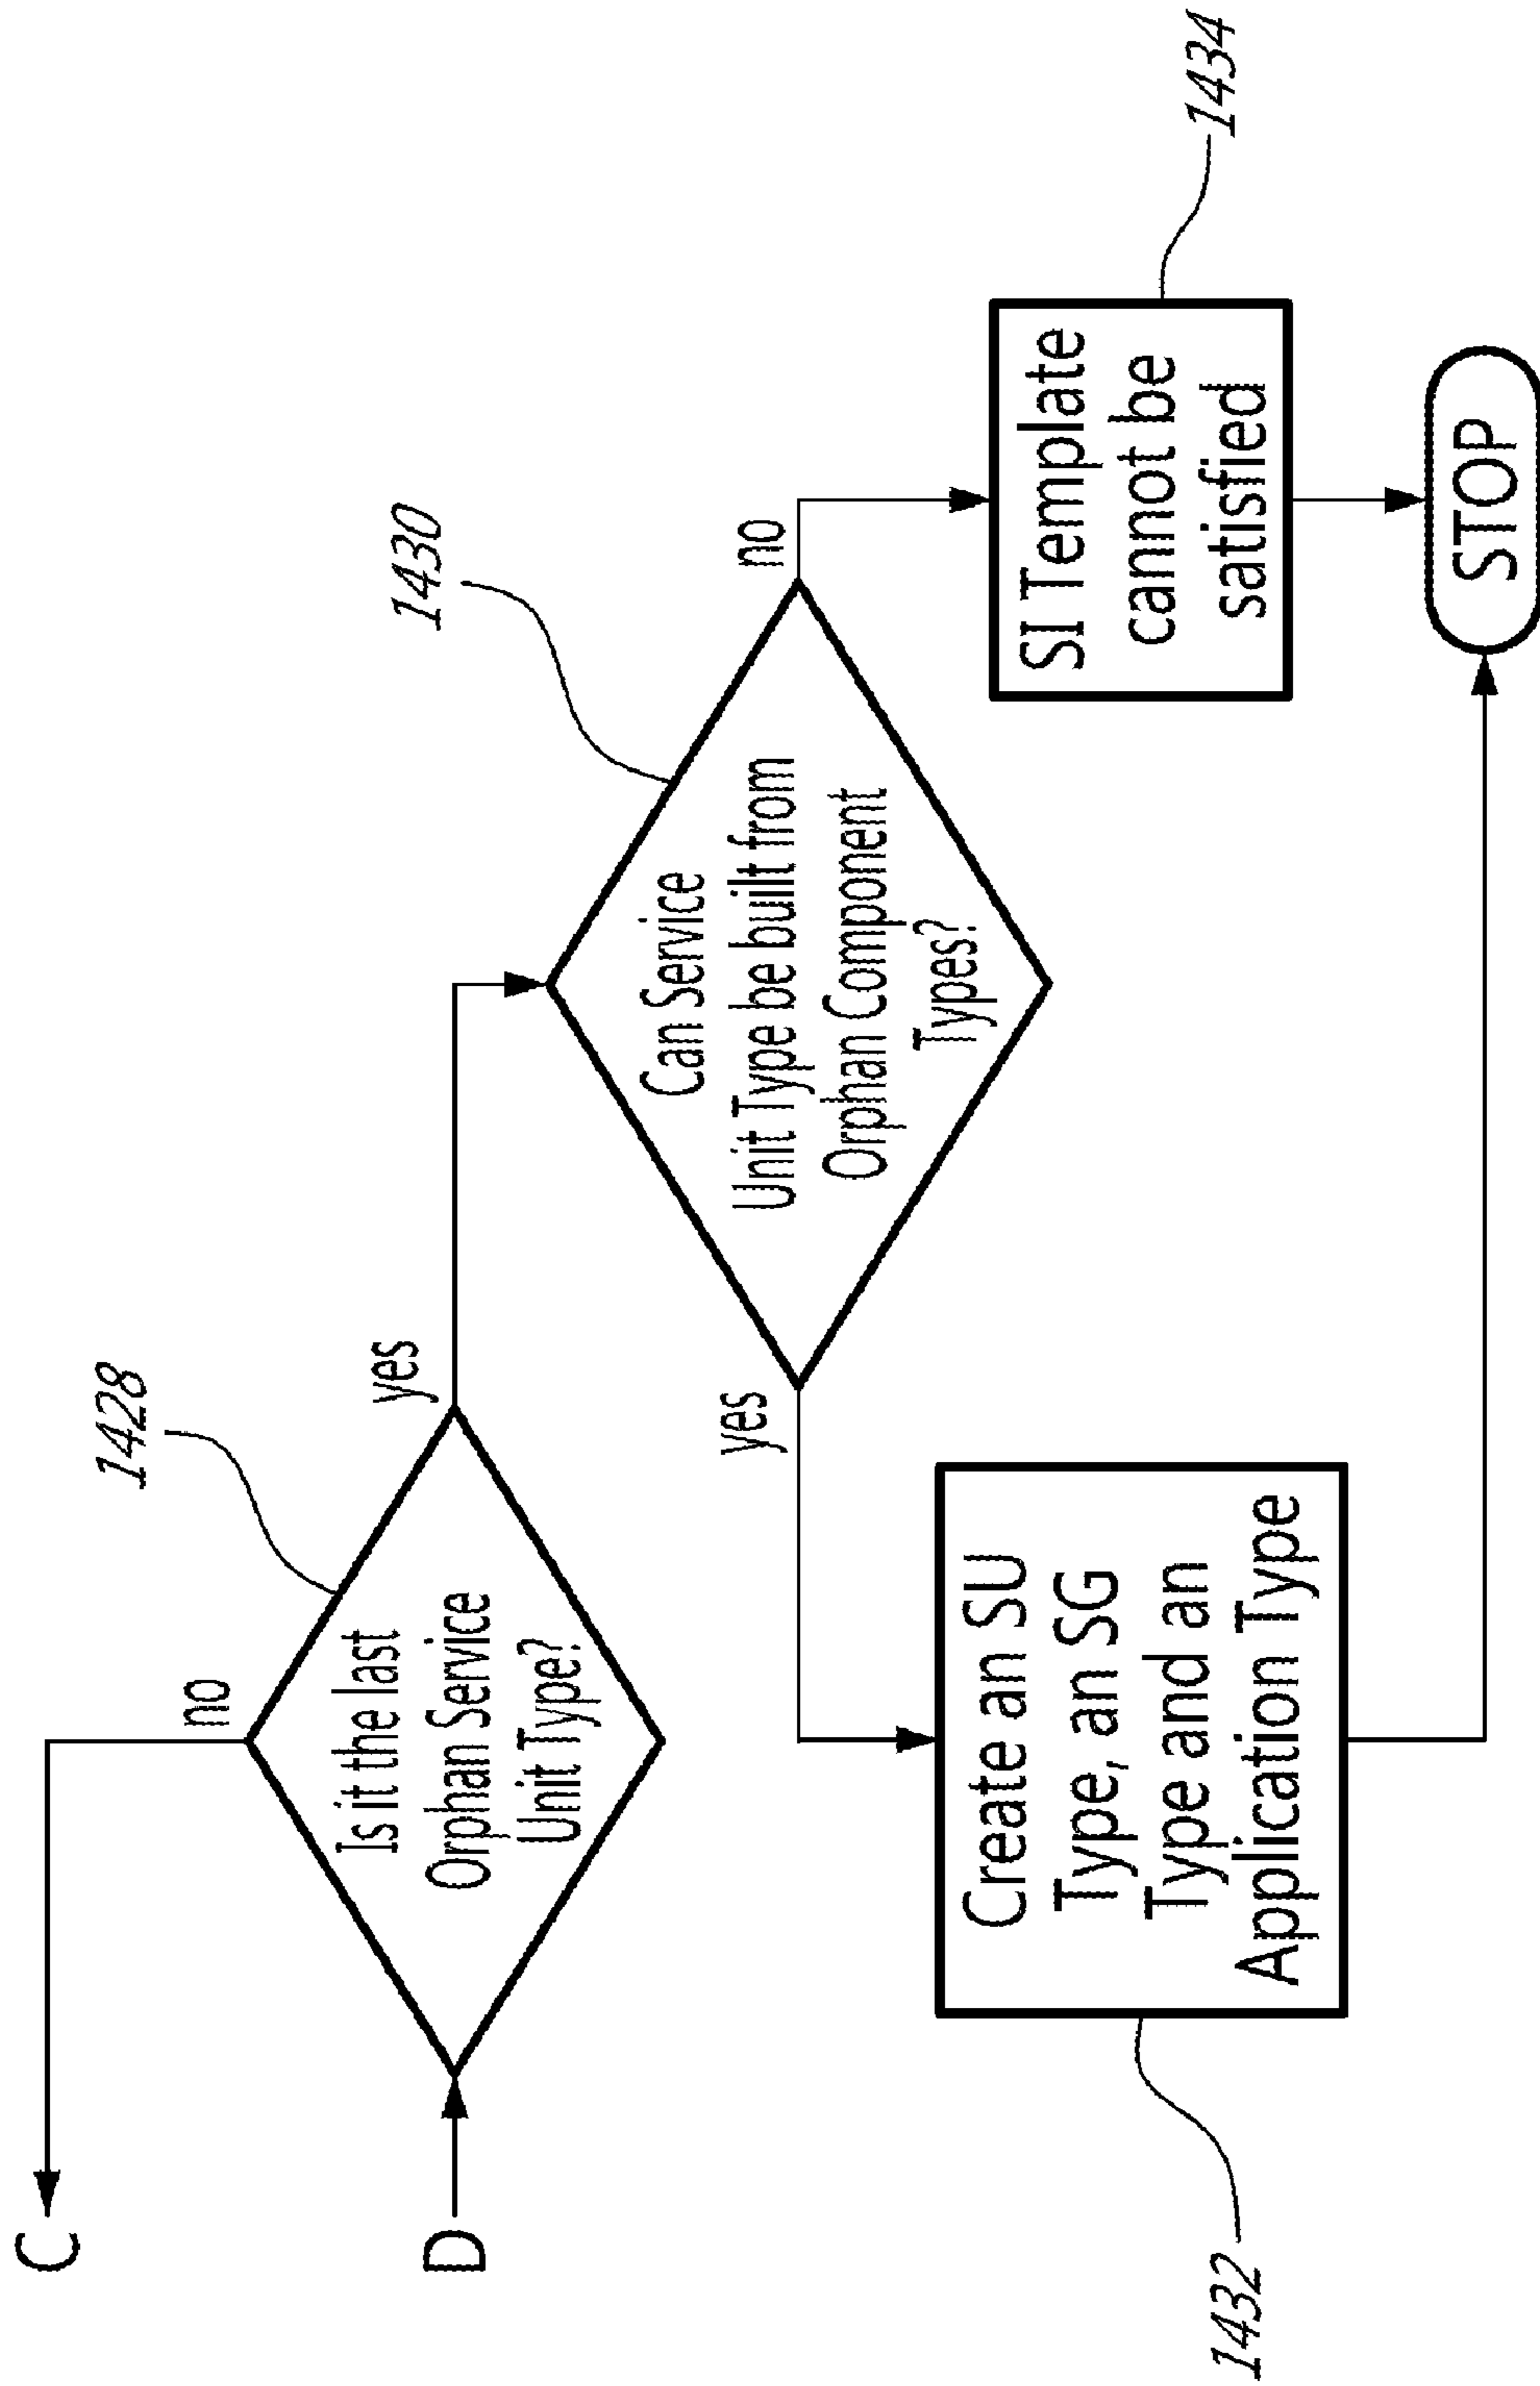 C
no
1428
D
Is it the last
Orphan Service
Unit Type?
yes
1430
Can Service
Unit Type be built from
Orphan Component
Types?
yes
no
1432
Create an SU
Type, an SG
Type and an
Application Type
SI Template
cannot be
satisfied
1434
STOP